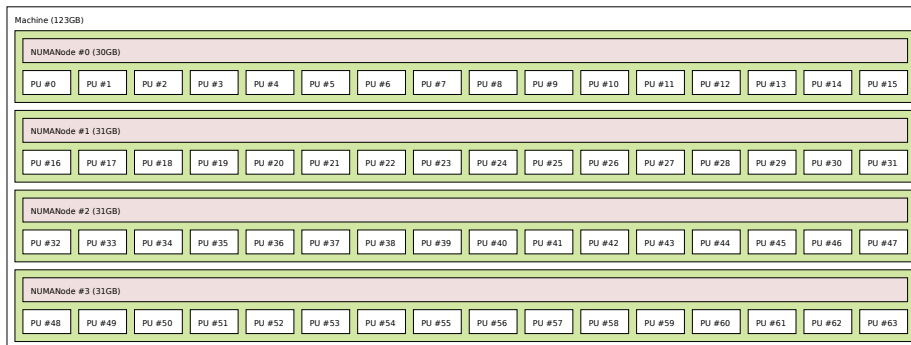 Machine (123GB)
NUMANode #0 (30GB)
PU #0 PU #1 PU #2 PU #3 PU #4 PU #5 PU #6 PU #7 PU #8 PU #9 PU #10 PU #11 PU #12 PU #13 PU #14 PU #15
NUMANode #1 (31GB)
PU #16 PU #17 PU #18 PU #19 PU #20 PU #21 PU #22 PU #23 PU #24 PU #25 PU #26 PU #27 PU #28 PU #29 PU #30 PU #31
NUMANode #2 (31GB)
PU #32 PU #33 PU #34 PU #35 PU #36 PU #37 PU #38 PU #39 PU #40 PU #41 PU #42 PU #43 PU #44 PU #45 PU #46 PU #47
NUMANode #3 (31GB)
PU #48 PU #49 PU #50 PU #51 PU #52 PU #53 PU #54 PU #55 PU #56 PU #57 PU #58 PU #59 PU #60 PU #61 PU #62 PU #63